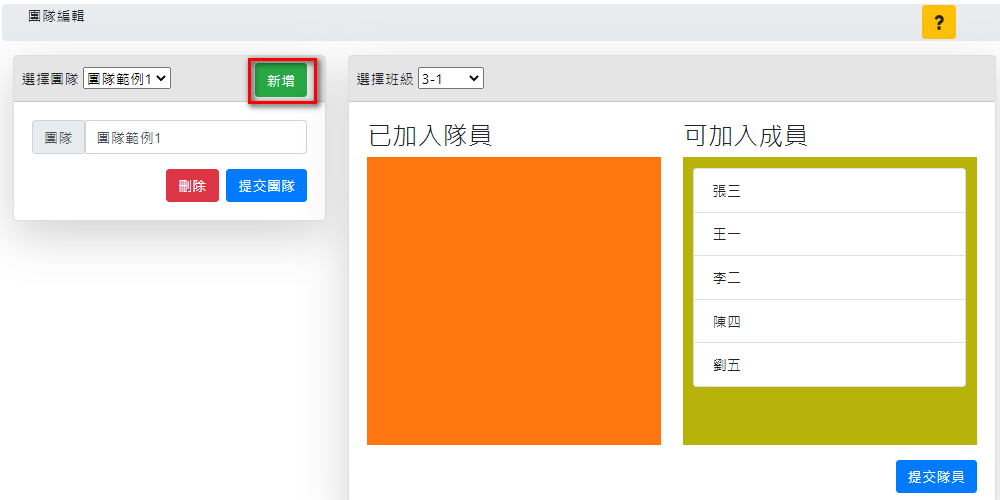 團隊編輯
?
選擇團隊 團隊範例1 新增
團隊 團隊範例1
刪除 提交團隊
選擇班級 3-1
已加入隊員
可加入成員
張三
王一
李二
陳四
劉五
提交隊員